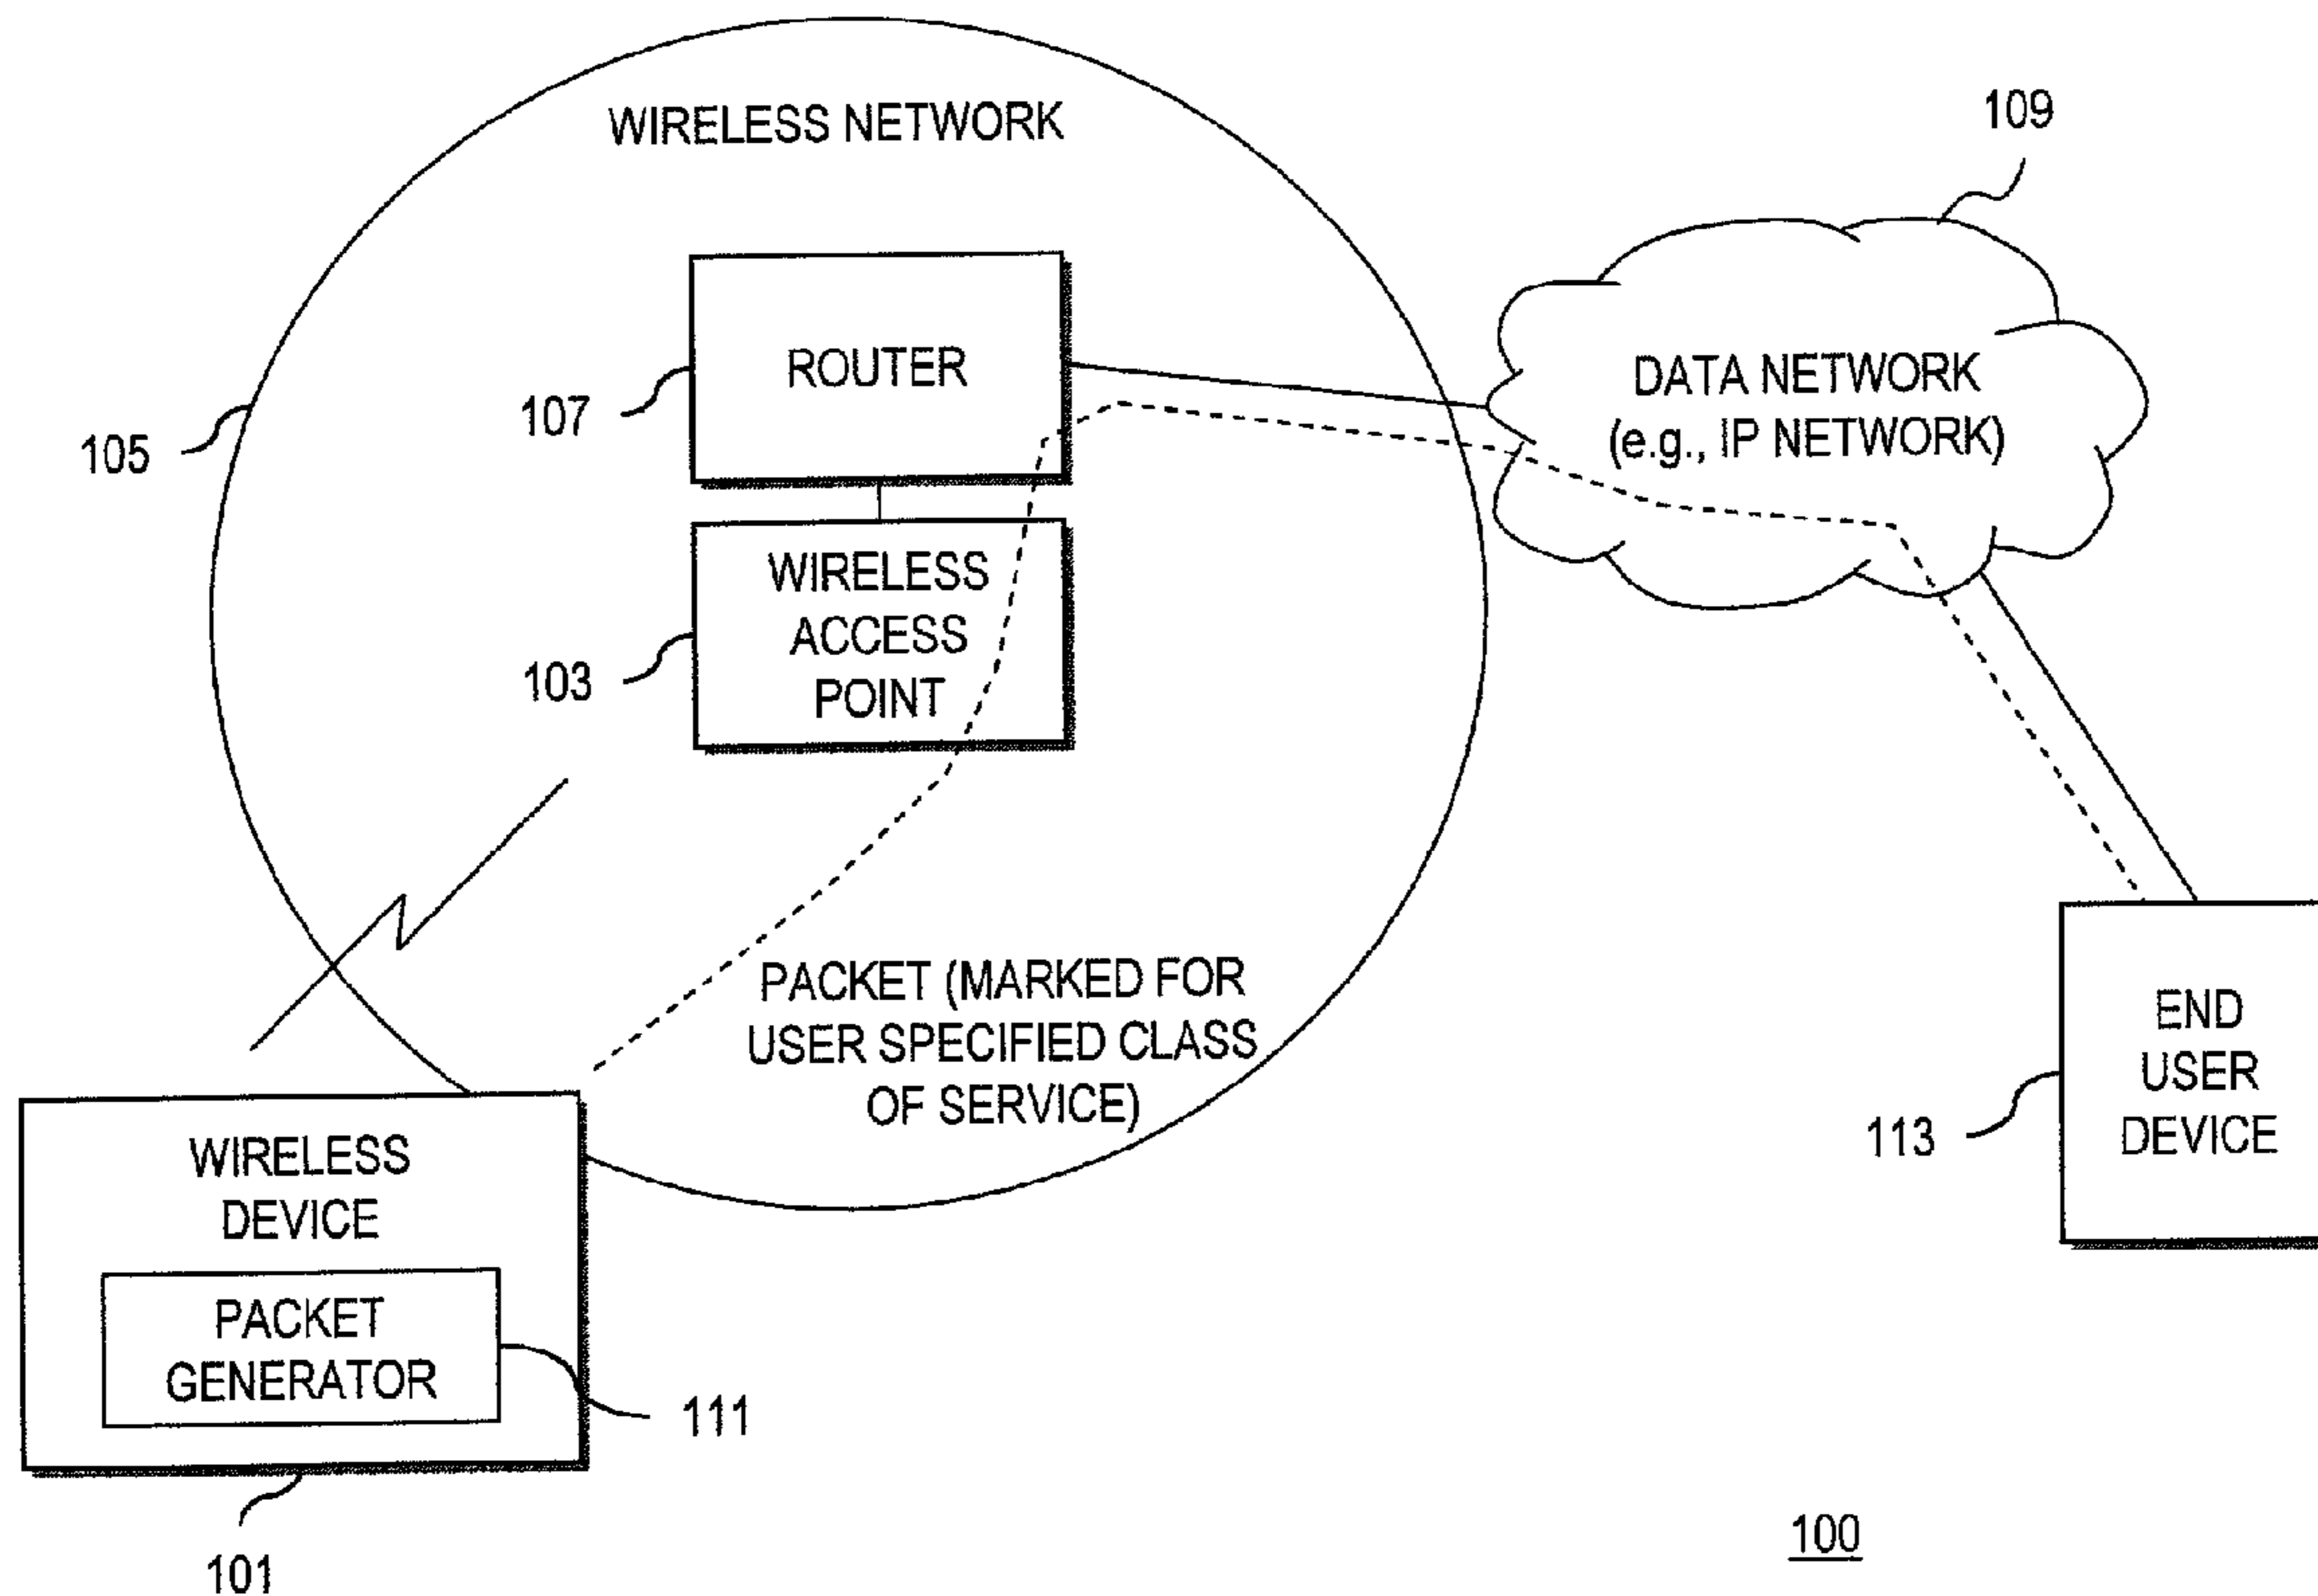 WIRELESS NETWORK
109
ROUTER
107
DATA NETWORK
(e.g., IP NETWORK)
105
WIRELESS
ACCESS
POINT
103
PACKET (MARKED FOR
USER SPECIFIED CLASS
OF SERVICE)
END
USER
DEVICE
113
WIRELESS
DEVICE
PACKET
GENERATOR
111
101
100